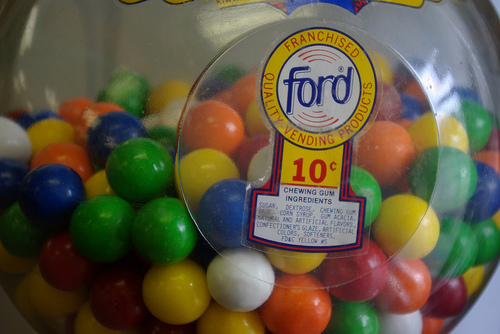 FRANCHISED
ford
QUALITY VENDING PRODUCTS
10¢
CHEWING GUM
INGREDIENTS
SUGAR, DEXTROSE, CHEWING GUM
BASE, CORN SYRUP, GUM ACACIA,
NATURAL AND ARTIFICIAL FLAVORS,
CONFECTIONER'S GLAZE, ARTIFICIAL
COLORS, SOFTENERS,
FD&C YELLOW #5